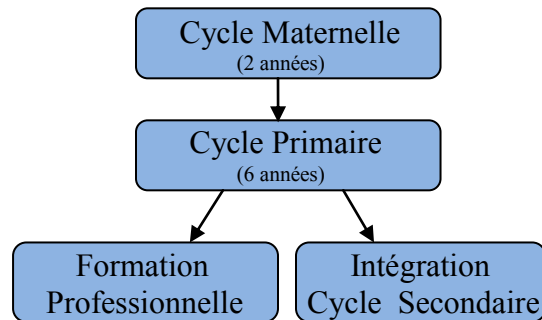 Cycle Maternelle
(2 années)
Cycle Primaire
(6 années)
Formation
Professionnelle
Intégration
Cycle Secondaire